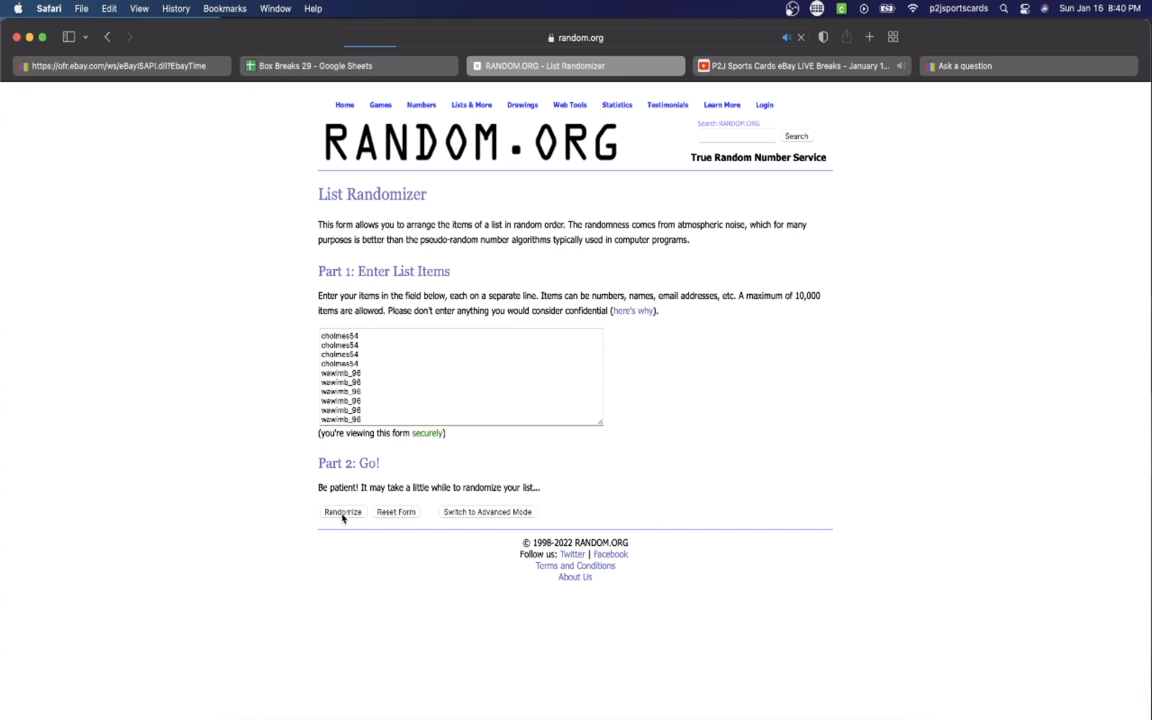 Safari File Edit View History Bookmarks Window Help p2jsportscards Sun Jan 16 8:40 PM
random.org
https://ofr.ebay.com/ws/eBayISAPI.dll?EbayTime Box Breaks 29 - Google Sheets RANDOM.ORG - List Randomizer P2J Sports Cards eBay LIVE Breaks - January 1... Ask a question
Home Games Numbers Lists & More Drawings Web Tools Statistics Testimonials Learn More Login
Search RANDOM.ORG
Search
RANDOM.ORG
True Random Number Service
List Randomizer
This form allows you to arrange the items of a list in random order. The randomness comes from atmospheric noise, which for many
purposes is better than the pseudo-random number algorithms typically used in computer programs.
Part 1: Enter List Items
Enter your items in the field below, each on a separate line. Items can be numbers, names, email addresses, etc. A maximum of 10,000
items are allowed. Please don't enter anything you would consider confidential (here's why).
cholmes54
cholmes54
cholmes54
cholmes54
wawimb_96
wawimb_96
wawimb_96
wawimb_96
wawimb_96
wawimb_96
(you're viewing this form securely)
Part 2: Go!
Be patient! It may take a little while to randomize your list...
Randomize Reset Form Switch to Advanced Mode
© 1998-2022 RANDOM.ORG
Follow us: Twitter | Facebook
Terms and Conditions
About Us